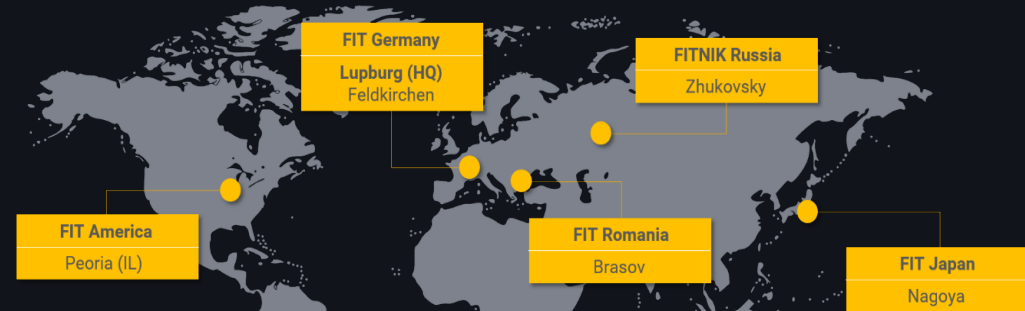 FIT Germany
Lupburg (HQ)
Feldkirchen
FITNIK Russia
Zhukovsky
FIT America
Peoria (IL)
FIT Romania
Brasov
FIT Japan
Nagoya